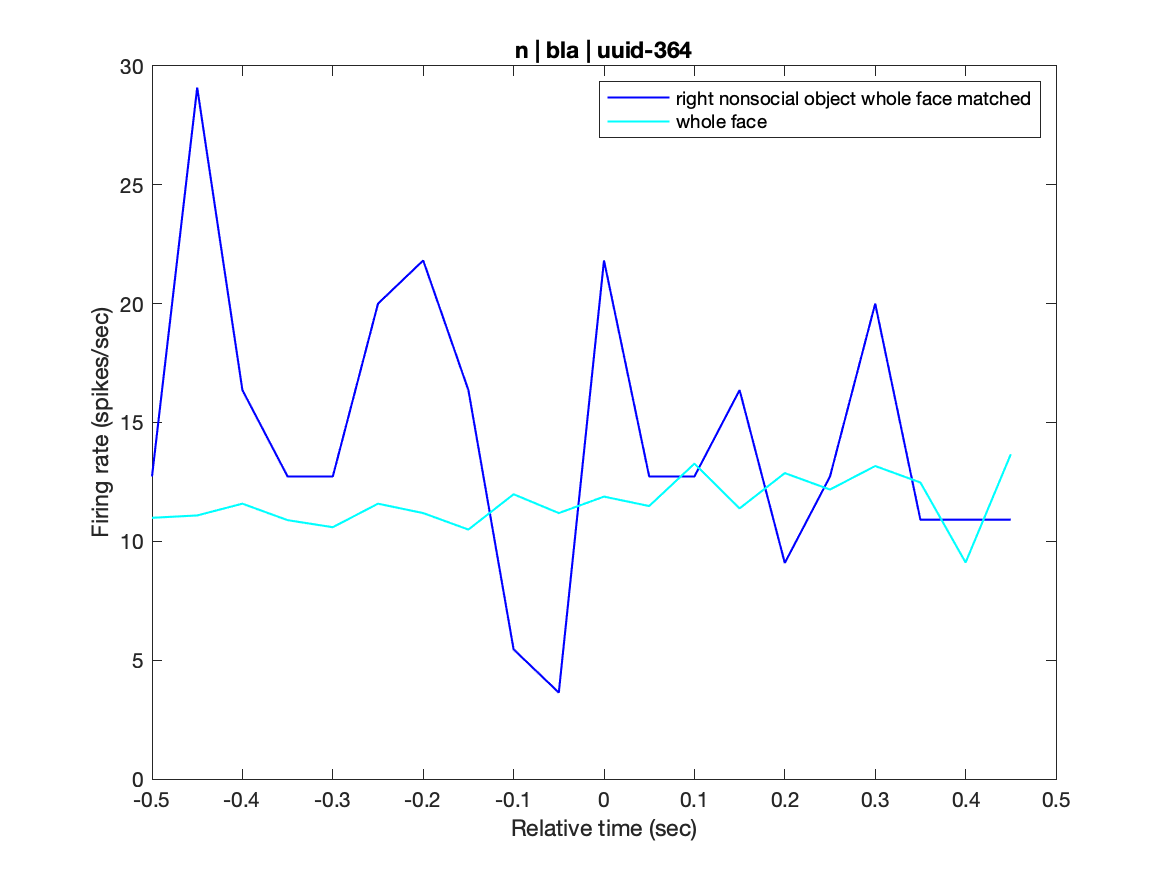 n | bla | uuid-364
right nonsocial object whole face matched
whole face
Firing rate (spikes/sec)
30
25
20
15
10
5
0
-0.5 -0.4 -0.3 -0.2 -0.1 0 0.1 0.2 0.3 0.4 0.5
Relative time (sec)